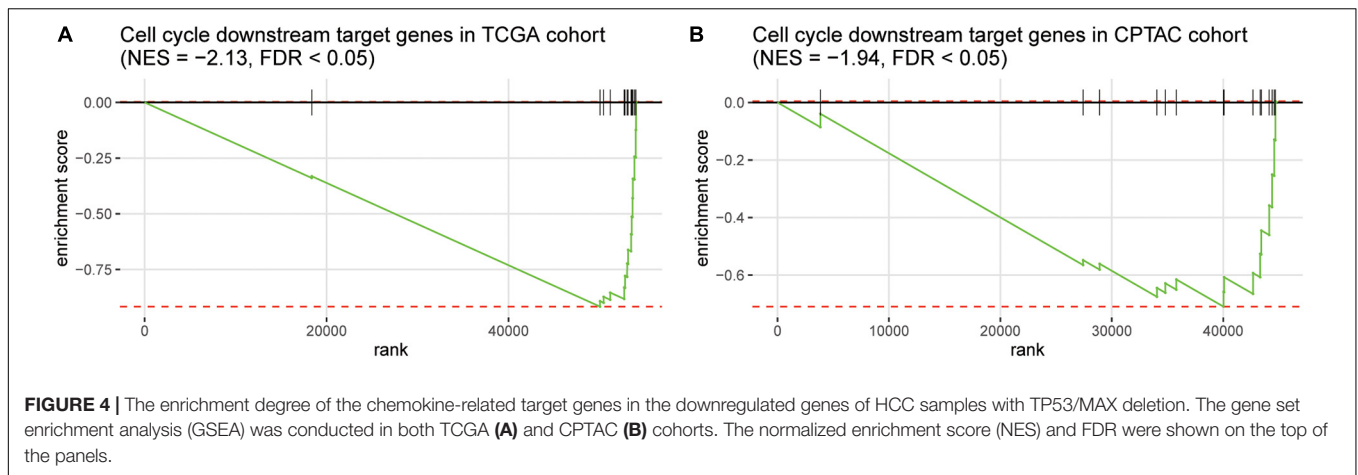 A
Cell cycle downstream target genes in TCGA cohort
(NES = −2.13, FDR < 0.05)
0.00
−0.25
−0.50
−0.75
enrichment score
0
20000
40000
rank
B
Cell cycle downstream target genes in CPTAC cohort
(NES = −1.94, FDR < 0.05)
0.0
−0.2
−0.4
−0.6
enrichment score
0
10000
20000
30000
40000
rank
FIGURE 4 | The enrichment degree of the chemokine-related target genes in the downregulated genes of HCC samples with TP53/MAX deletion. The gene set
enrichment analysis (GSEA) was conducted in both TCGA (A) and CPTAC (B) cohorts. The normalized enrichment score (NES) and FDR were shown on the top of
the panels.